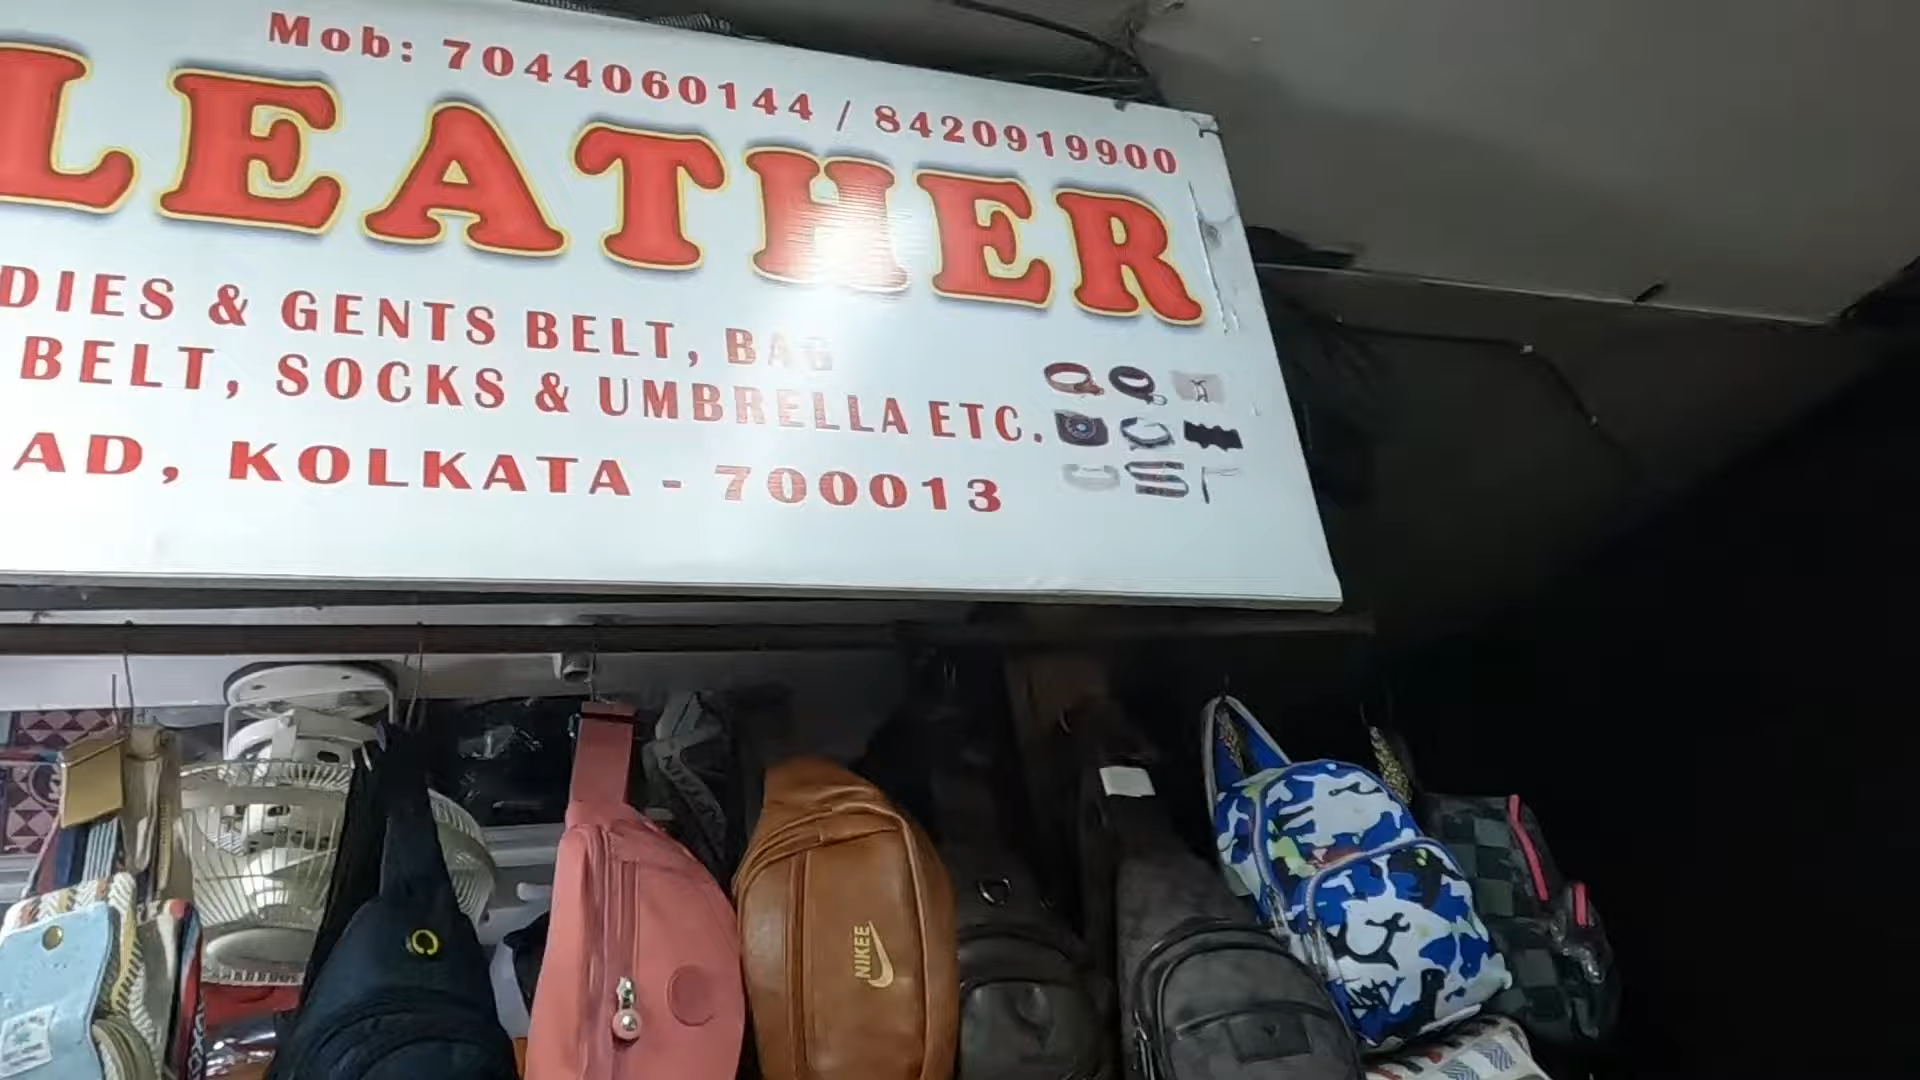 Mob: 7044060144 / 8420919900
LEATHER
DIES & GENTS BELT, BAG
BELT, SOCKS & UMBRELLA ETC.
AD, KOLKATA - 700013
NIKEE